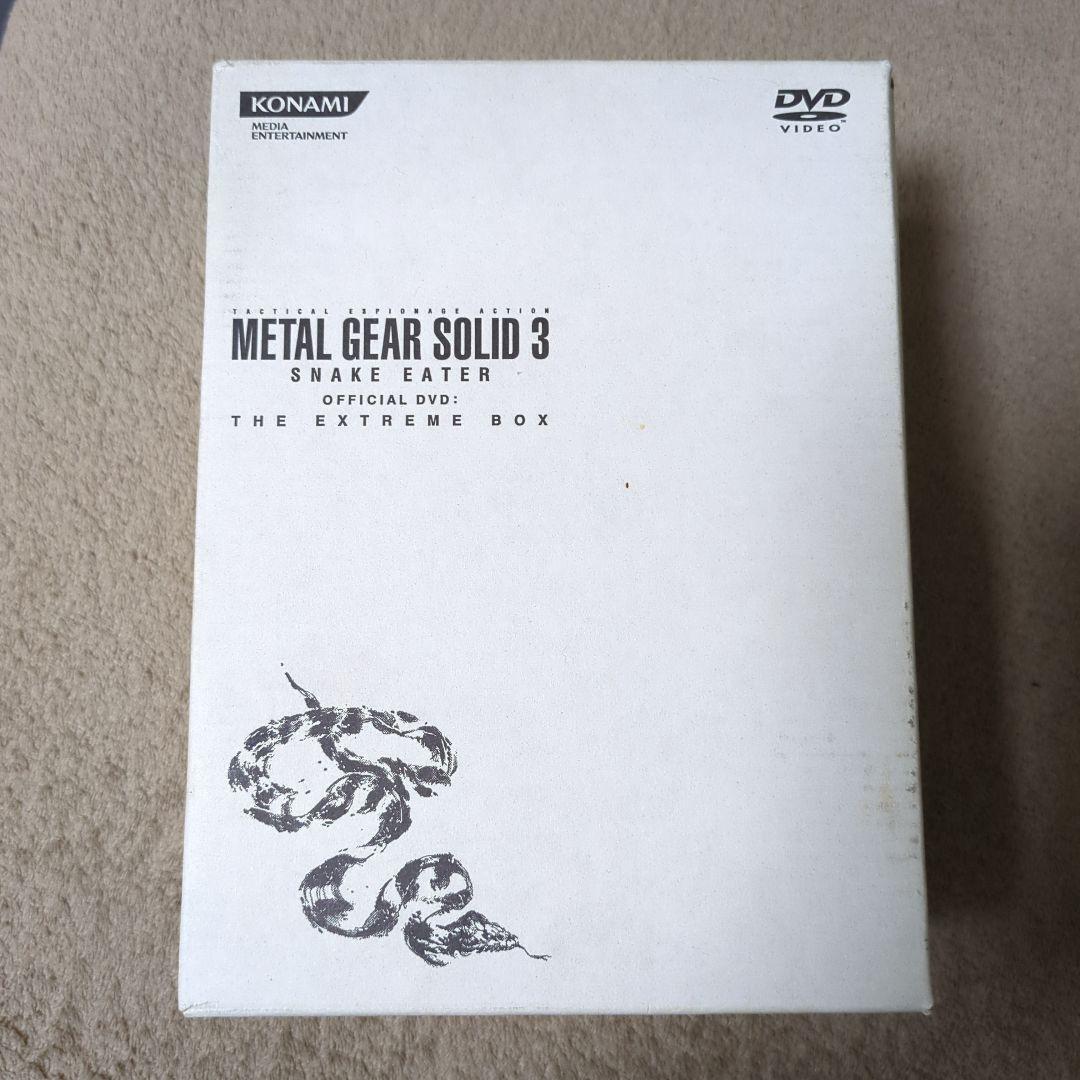 KONAMI
MEDIA
ENTERTAINMENT
DVD
VIDEO
TM
TACTICAL ESPIONAGE ACTION
METAL GEAR SOLID 3
SNAKE EATER
OFFICIAL DVD:
THE EXTREME BOX